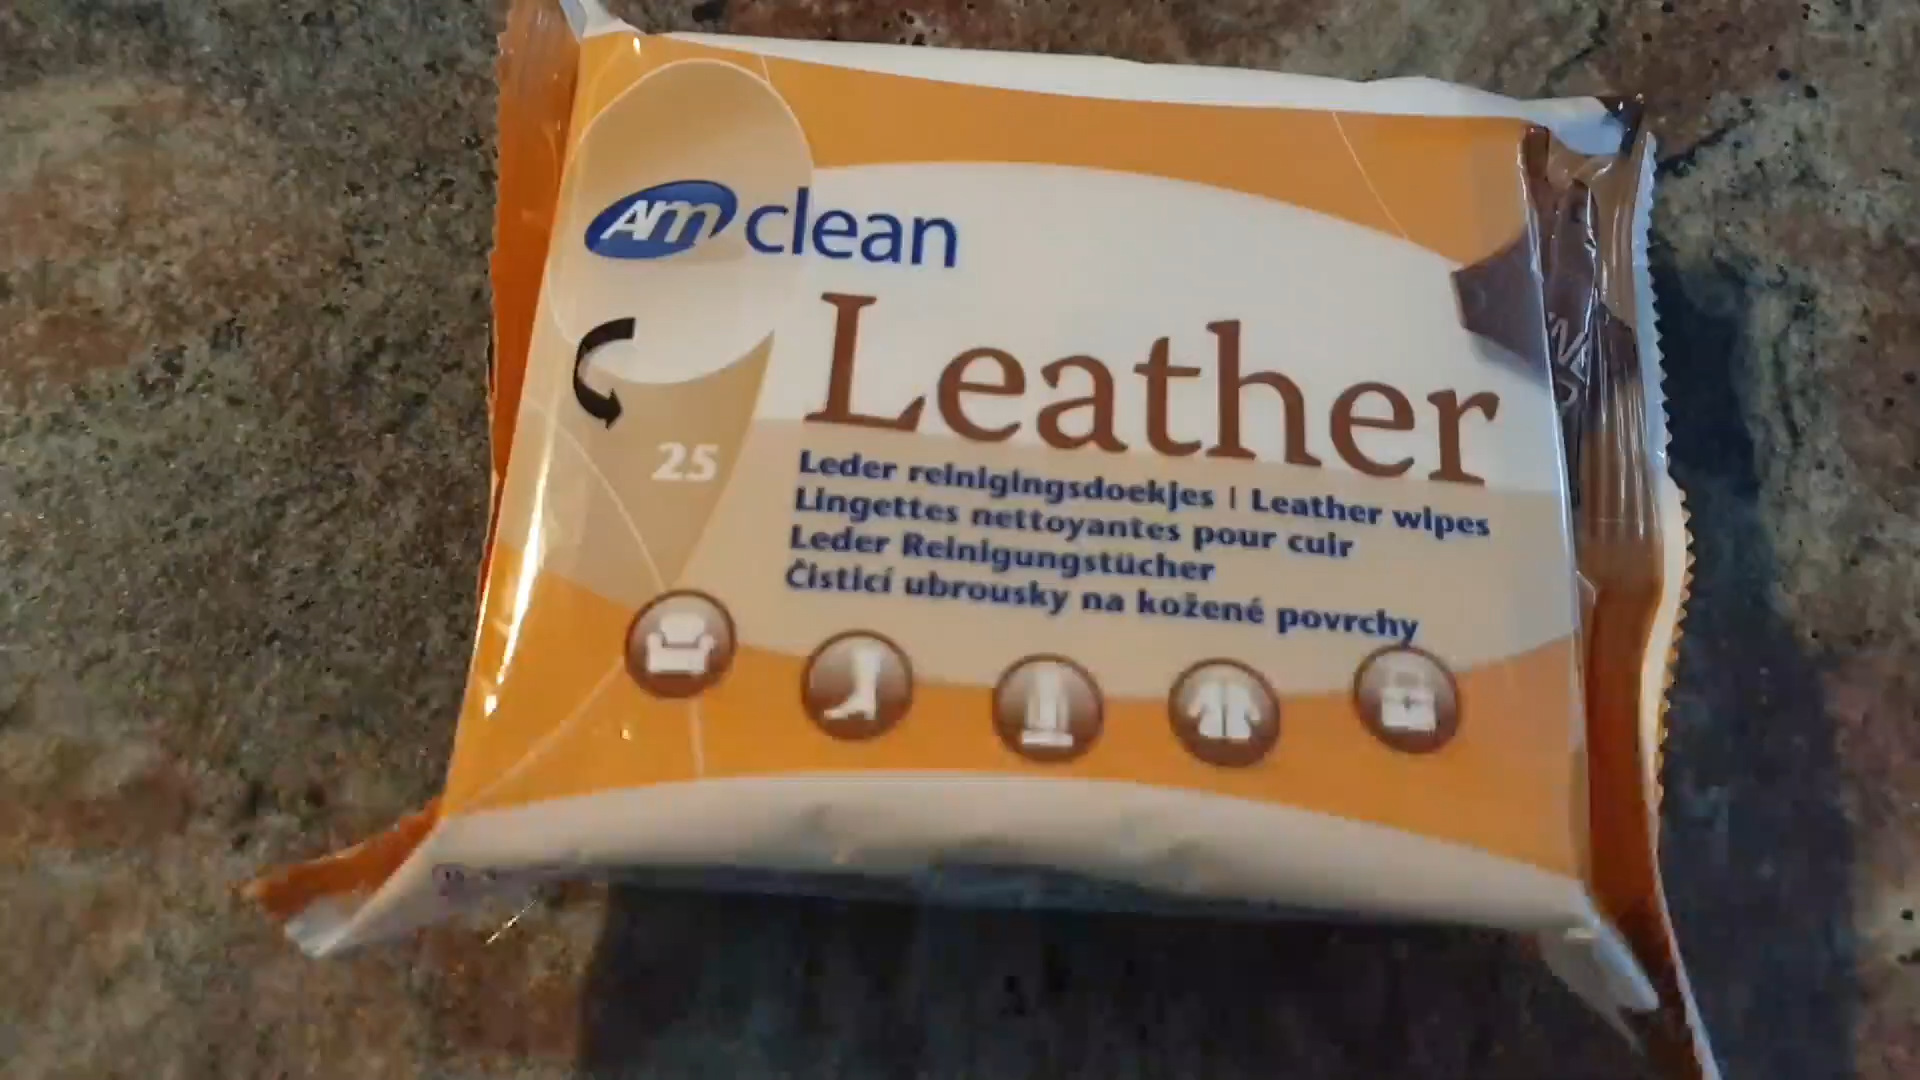 Am clean
Leather
25
Leder reinigingsdoekjes | Leather wipes
Lingettes nettoyantes pour cuir
Leder Reinigungstücher
Čisticí ubrousky na kožené povrchy